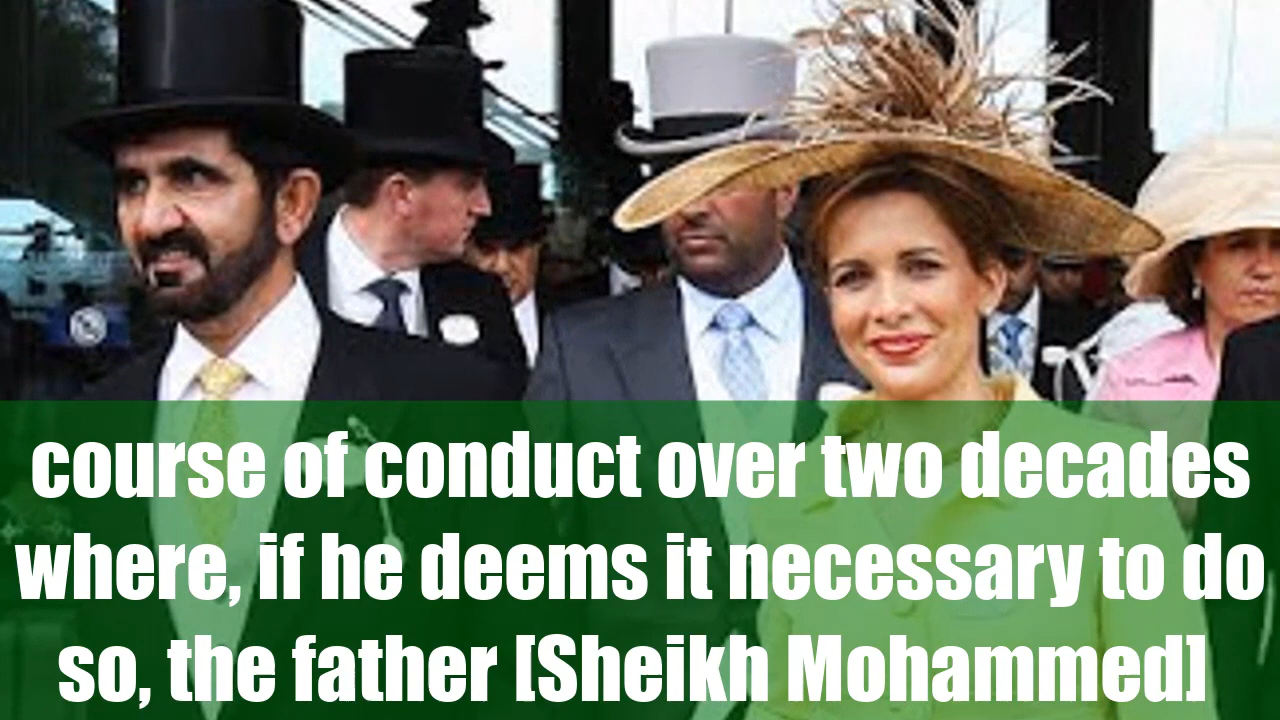 course of conduct over two decades
where, if he deems it necessary to do
so, the father [Sheikh Mohammed]